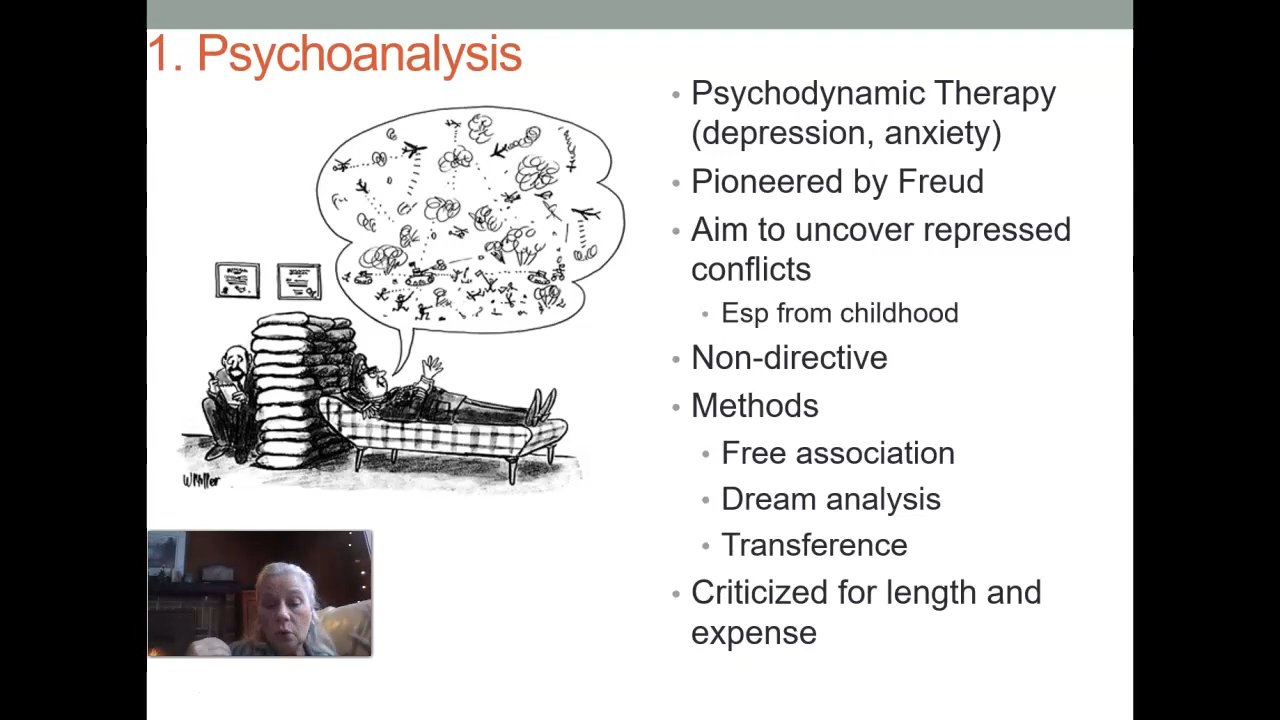 1. Psychoanalysis
Psychodynamic Therapy
(depression, anxiety)
Pioneered by Freud
Aim to uncover repressed
conflicts
Esp from childhood
Non-directive
Methods
Free association
Dream analysis
Transference
Criticized for length and
expense